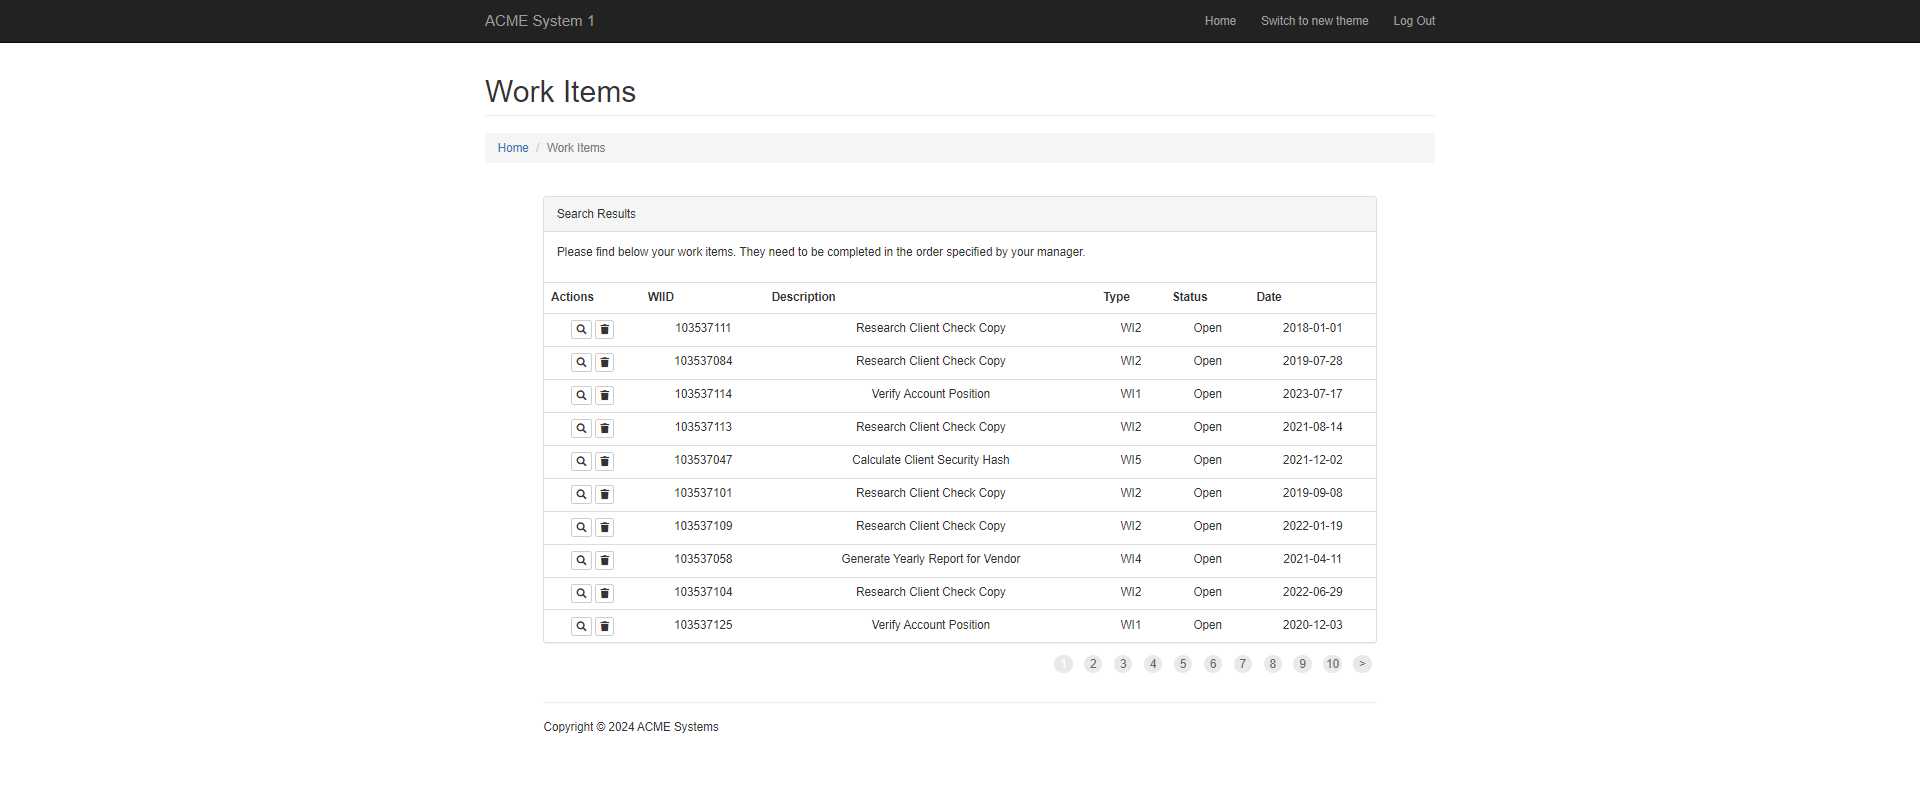 ACME System 1 Home Switch to new theme Log Out
Work Items
Home / Work Items
Search Results
Please find below your work items. They need to be completed in the order specified by your manager.
Actions WIID Description Type Status Date
103537111 Research Client Check Copy WI2 Open 2018-01-01
103537084 Research Client Check Copy WI2 Open 2019-07-28
103537114 Verify Account Position WI1 Open 2023-07-17
103537113 Research Client Check Copy WI2 Open 2021-08-14
103537047 Calculate Client Security Hash WI5 Open 2021-12-02
103537101 Research Client Check Copy WI2 Open 2019-09-08
103537109 Research Client Check Copy WI2 Open 2022-01-19
103537058 Generate Yearly Report for Vendor WI4 Open 2021-04-11
103537104 Research Client Check Copy WI2 Open 2022-06-29
103537125 Verify Account Position WI1 Open 2020-12-03
1 2 3 4 5 6 7 8 9 10 >
Copyright © 2024 ACME Systems